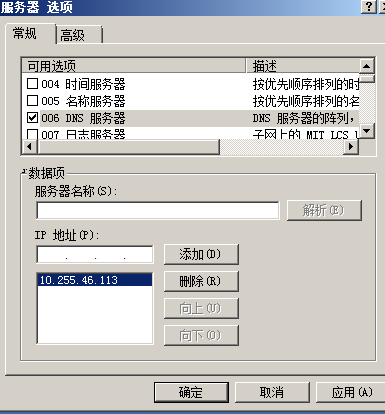 服务器 选项
常规 高级
可用选项 描述
004 时间服务器 按优先顺序排列的时
005 名称服务器 按优先顺序排列的名
006 DNS 服务器 DNS 服务器的阵列，
007 日志服务器 子网上的 MIT LCS U
数据项
服务器名称(S):
解析(E)
IP 地址(P):
添加(D)
10.255.46.113
删除(R)
向上(U)
向下(O)
确定 取消 应用(A)